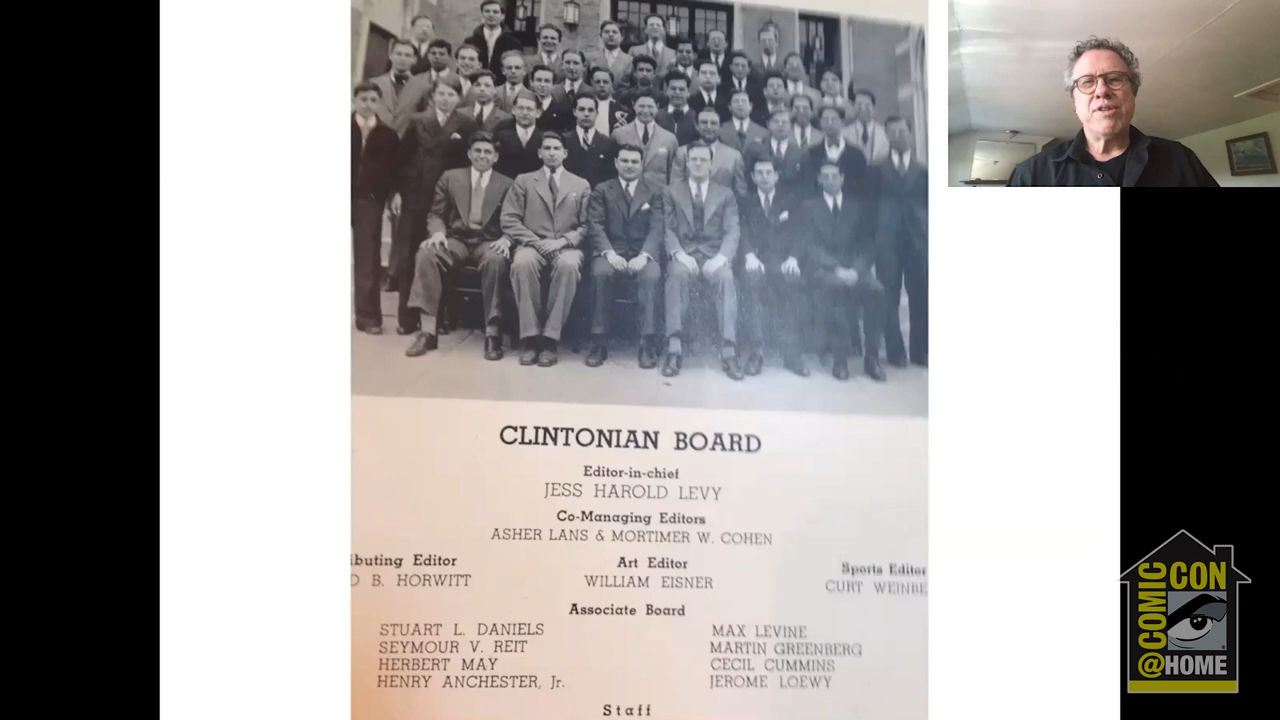 CLINTONIAN BOARD
Editor-in-chief
JESS HAROLD LEVY
Co-Managing Editors
ASHER LANS & MORTIMER W. COHEN
ibuting Editor
Art Editor
Sports Editor
D B. HORWITT
WILLIAM EISNER
CURT WEINBE
Associate Board
STUART L. DANIELS
MAX LEVINE
SEYMOUR V. REIT
MARTIN GREENBERG
HERBERT MAY
CECIL CUMMINS
HENRY ANCHESTER, Jr.
JEROME LOEWY
Staff
COMIC CON
@HOME